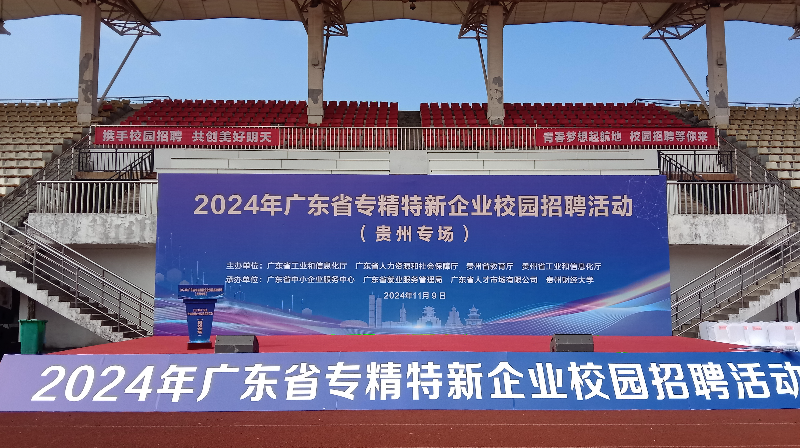 携手校园招聘 共创美好明天
青春梦想起航地 校园招聘等你来
2024年广东省专精特新企业校园招聘活动
（贵州专场）
主办单位：广东省工业和信息化厅 广东省人力资源和社会保障厅 贵州省教育厅 贵州省工业和信息化厅
承办单位：广东省中小企业服务中心 广东省就业服务管理局 广东省人才市场有限公司 贵州财经大学
2024年11月9日
2024年广东省专精特新企业校园招聘活动